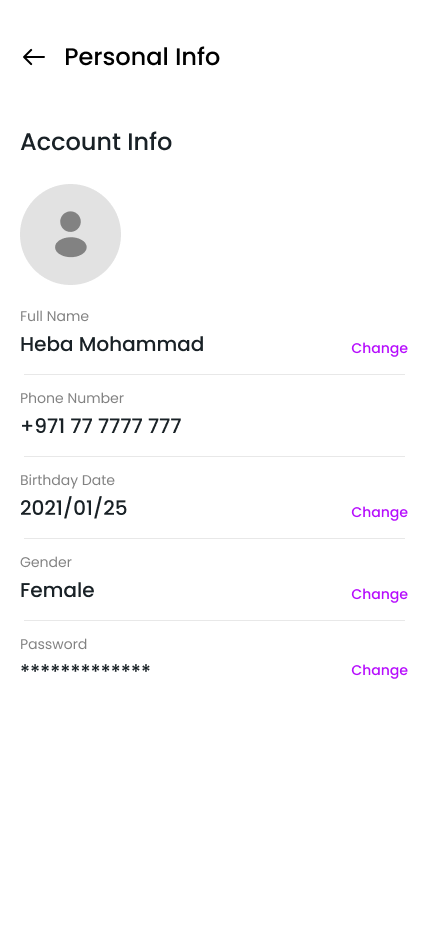 Personal Info
Account Info
Full Name
Heba Mohammad
Change
Phone Number
+971 77 7777 777
Birthday Date
2021/01/25
Change
Gender
Female
Change
Password
*************
Change